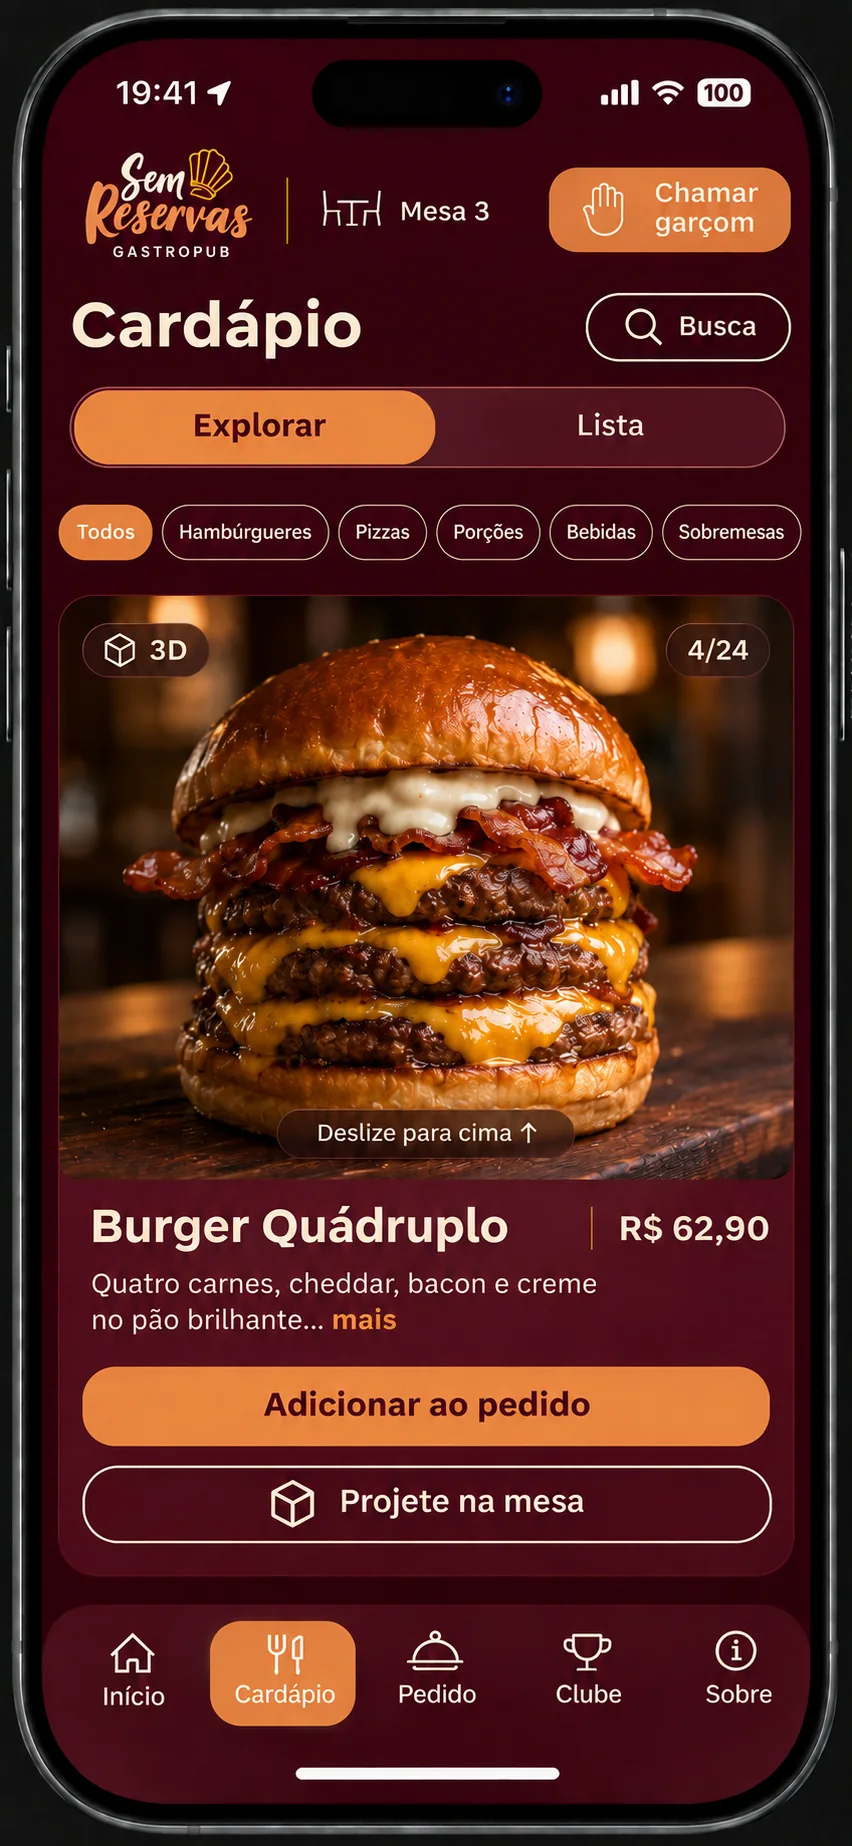 19:41
100
Sem
Reservas
GASTROPUB
Mesa 3
Chamar
garçom
Cardápio
Busca
Explorar
Lista
Todos
Hambúrgueres
Pizzas
Porções
Bebidas
Sobremesas
3D
4/24
Deslize para cima ↑
Burger Quádruplo
R$ 62,90
Quatro carnes, cheddar, bacon e creme
no pão brilhante... mais
Adicionar ao pedido
Projete na mesa
Início
Cardápio
Pedido
Clube
Sobre